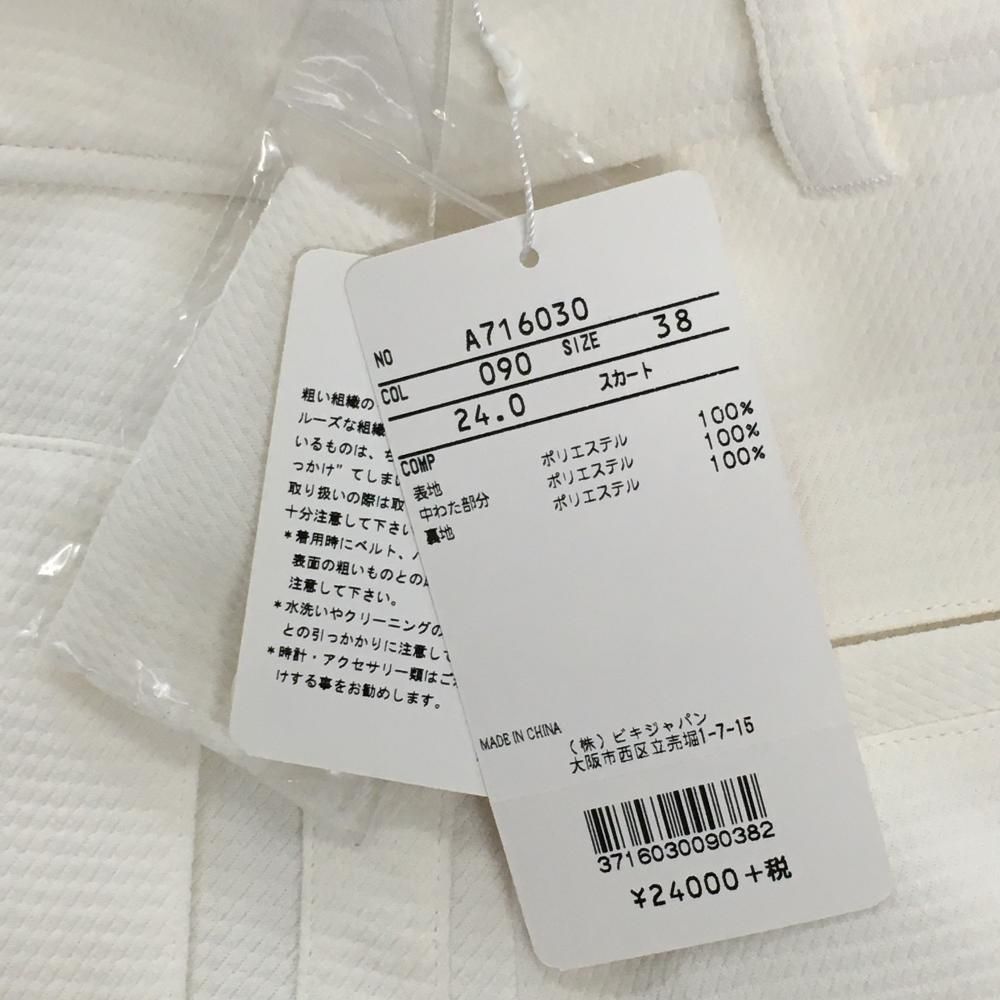 NO A716030
COL 090 SIZE 38
24.0 スカート
COMP
表地 ポリエステル 100%
中わた部分 ポリエステル 100%
裏地 ポリエステル 100%
MADE IN CHINA
(株)ビキジャパン
大阪市西区立売堀1-7-15
3716030090382
¥24000+税
粗い組織の
ルーズな組織
いるものは、
っかけ”てしまい
取り扱いの際は取
十分注意して下さい
*着用時にベルト、
表面の粗いものとの
注意して下さい。
*水洗いやクリーニングの
との引っかかりに注意して
*時計・アクセサリー類はご
けする事をお勧めします。